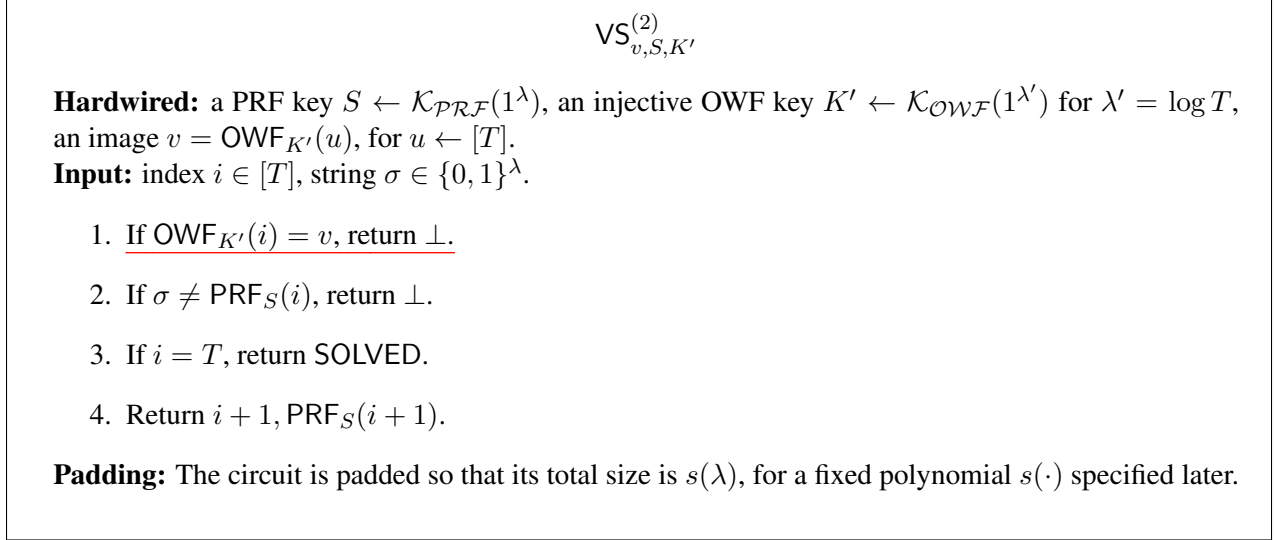 VS^{(2)}_{v,S,K′}
Hardwired: a PRF key S ← 𝒦_{𝒫ℛℱ}(1^λ), an injective OWF key K′ ← 𝒦_{𝒪𝒲ℱ}(1^{λ′}) for λ′ = log T,
an image v = OWF_{K′}(u), for u ← [T].
Input: index i ∈ [T], string σ ∈ {0, 1}^λ.
1. If OWF_{K′}(i) = v, return ⊥.
2. If σ ≠ PRF_S(i), return ⊥.
3. If i = T, return SOLVED.
4. Return i + 1, PRF_S(i + 1).
Padding: The circuit is padded so that its total size is s(λ), for a fixed polynomial s(·) specified later.